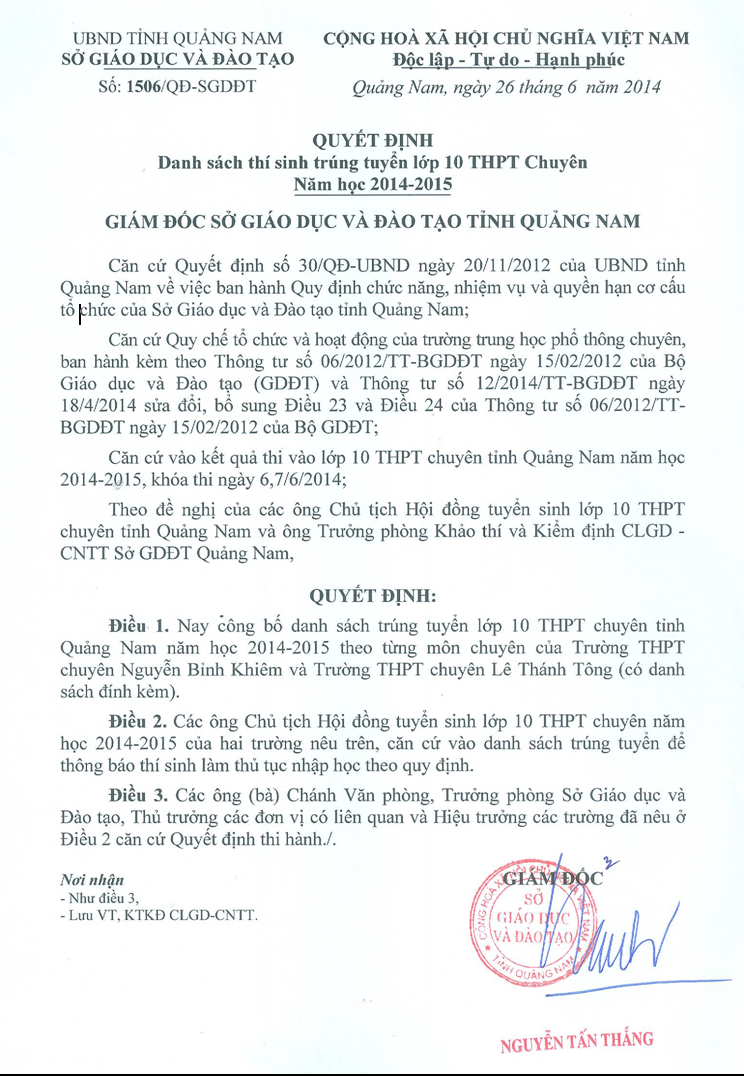 UBND TỈNH QUẢNG NAM
SỞ GIÁO DỤC VÀ ĐÀO TẠO
Số: 1506/QĐ-SGDĐT
CỘNG HOÀ XÃ HỘI CHỦ NGHĨA VIỆT NAM
Độc lập - Tự do - Hạnh phúc
Quảng Nam, ngày 26 tháng 6 năm 2014
QUYẾT ĐỊNH
Danh sách thí sinh trúng tuyển lớp 10 THPT Chuyên
Năm học 2014-2015
GIÁM ĐỐC SỞ GIÁO DỤC VÀ ĐÀO TẠO TỈNH QUẢNG NAM
Căn cứ Quyết định số 30/QĐ-UBND ngày 20/11/2012 của UBND tỉnh
Quảng Nam về việc ban hành Quy định chức năng, nhiệm vụ và quyền hạn cơ cấu
tổ chức của Sở Giáo dục và Đào tạo tỉnh Quảng Nam;
Căn cứ Quy chế tổ chức và hoạt động của trường trung học phổ thông chuyên,
ban hành kèm theo Thông tư số 06/2012/TT-BGDĐT ngày 15/02/2012 của Bộ
Giáo dục và Đào tạo (GDĐT) và Thông tư số 12/2014/TT-BGDĐT ngày
18/4/2014 sửa đổi, bổ sung Điều 23 và Điều 24 của Thông tư số 06/2012/TT-
BGDĐT ngày 15/02/2012 của Bộ GDĐT;
Căn cứ vào kết quả thi vào lớp 10 THPT chuyên tỉnh Quảng Nam năm học
2014-2015, khóa thi ngày 6,7/6/2014;
Theo đề nghị của các ông Chủ tịch Hội đồng tuyển sinh lớp 10 THPT
chuyên tỉnh Quảng Nam và ông Trưởng phòng Khảo thí và Kiểm định CLGD -
CNTT Sở GDĐT Quảng Nam,
QUYẾT ĐỊNH:
Điều 1. Nay công bố danh sách trúng tuyển lớp 10 THPT chuyên tỉnh
Quảng Nam năm học 2014-2015 theo từng môn chuyên của Trường THPT
chuyên Nguyễn Bỉnh Khiêm và Trường THPT chuyên Lê Thánh Tông (có danh
sách đính kèm).
Điều 2. Các ông Chủ tịch Hội đồng tuyển sinh lớp 10 THPT chuyên năm
học 2014-2015 của hai trường nêu trên, căn cứ vào danh sách trúng tuyển để
thông báo thí sinh làm thủ tục nhập học theo quy định.
Điều 3. Các ông (bà) Chánh Văn phòng, Trưởng phòng Sở Giáo dục và
Đào tạo, Thủ trưởng các đơn vị có liên quan và Hiệu trưởng các trường đã nêu ở
Điều 2 căn cứ Quyết định thi hành./.
Nơi nhận
- Như điều 3,
- Lưu VT, KTKĐ CLGD-CNTT.
GIÁM ĐỐC
CỘNG HOÀ XÃ HỘI CHỦ NGHĨA VIỆT NAM
SỞ
GIÁO DỤC
VÀ ĐÀO TẠO
TỈNH QUẢNG NAM
NGUYỄN TẤN THẮNG